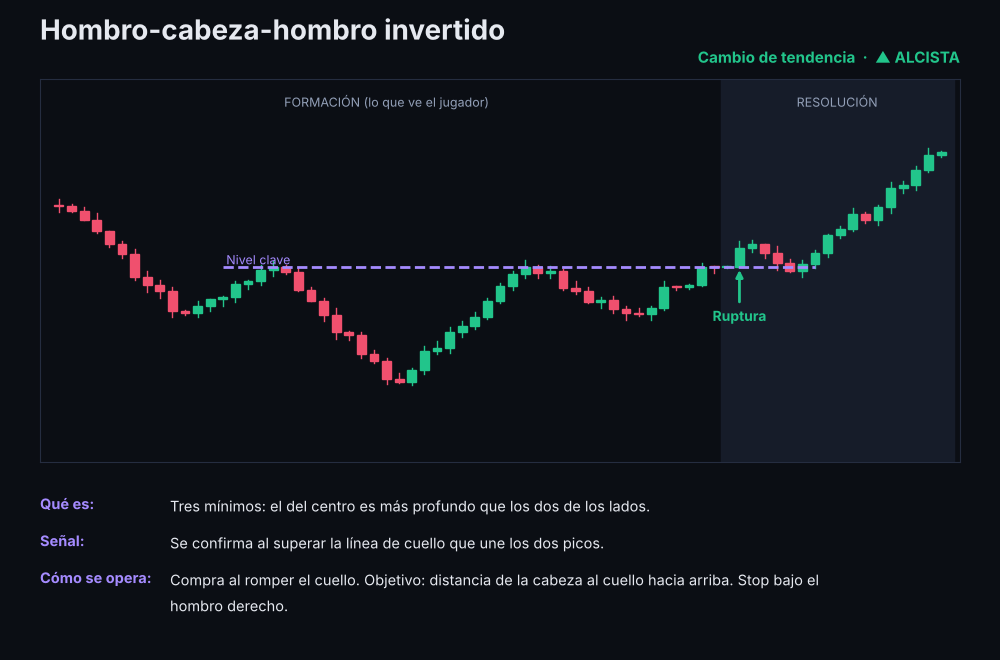 Hombro-cabeza-hombro invertido
Cambio de tendencia · ▲ ALCISTA
FORMACIÓN (lo que ve el jugador)
RESOLUCIÓN
Nivel clave
Ruptura
Qué es: Tres mínimos: el del centro es más profundo que los dos de los lados.
Señal: Se confirma al superar la línea de cuello que une los dos picos.
Cómo se opera: Compra al romper el cuello. Objetivo: distancia de la cabeza al cuello hacia arriba. Stop bajo el
hombro derecho.